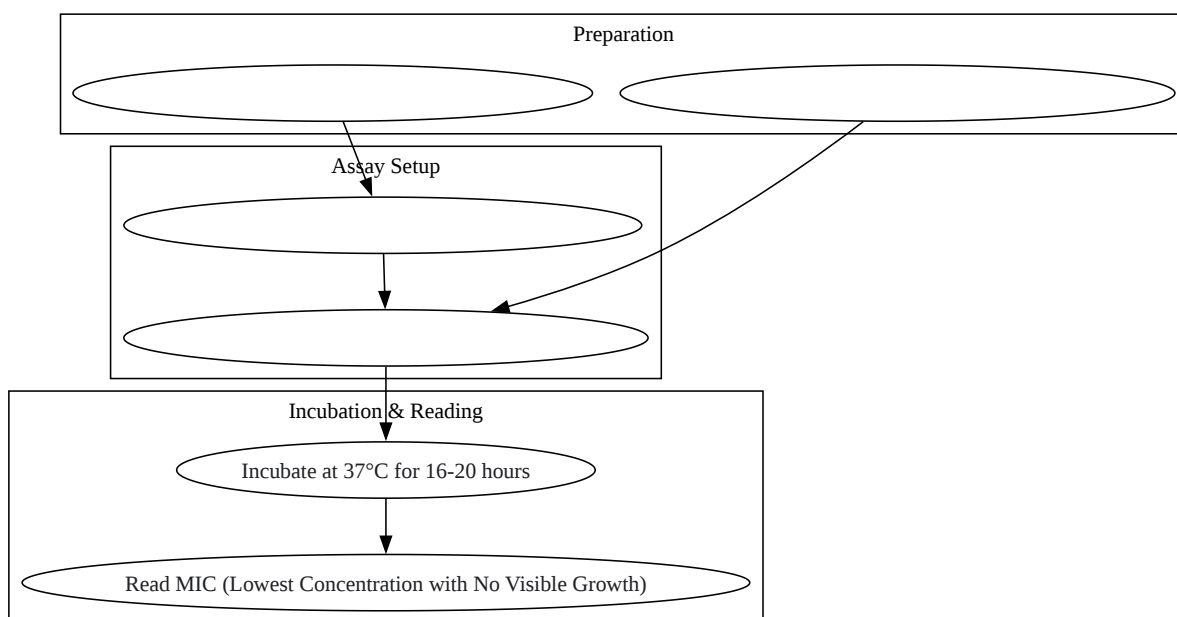 Preparation
Assay Setup
Incubation & Reading
Incubate at 37°C for 16-20 hours
Read MIC (Lowest Concentration with No Visible Growth)